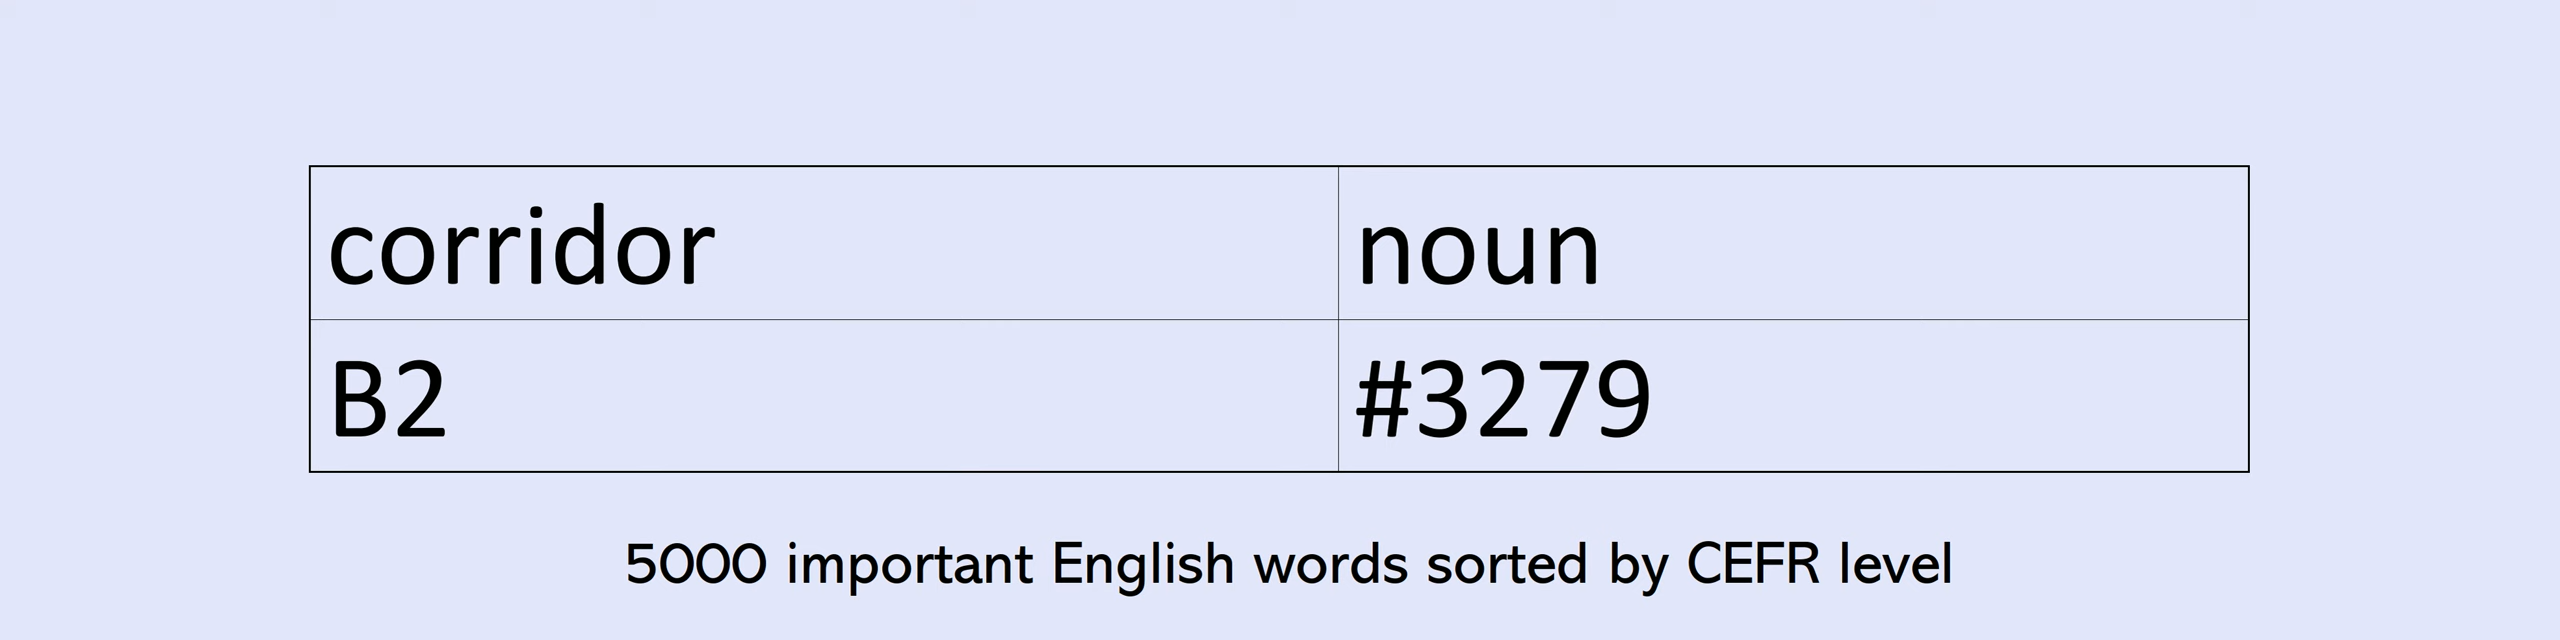 corridor noun
B2 #3279
5000 important English words sorted by CEFR level